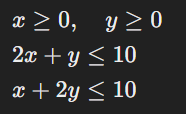 x ≥ 0, y ≥ 0
2x + y ≤ 10
x + 2y ≤ 10